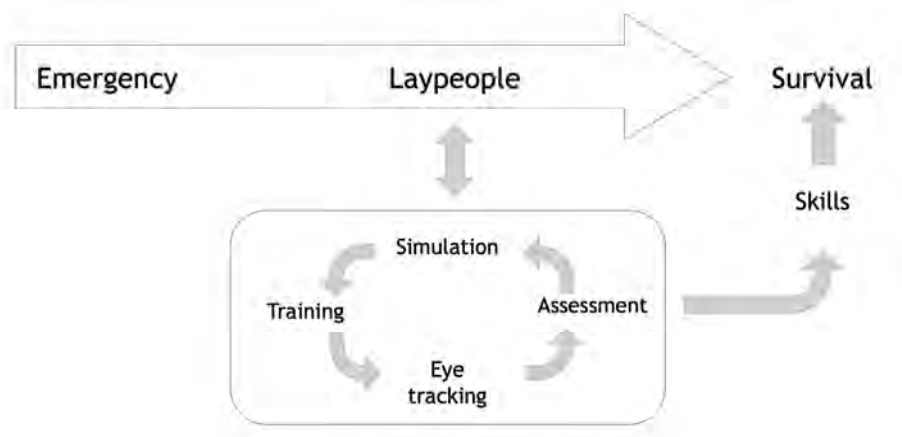 Emergency
Laypeople
Survival
Skills
Simulation
Training
Assessment
Eye
tracking